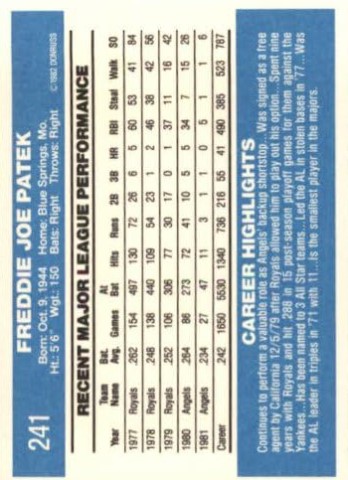 241
FREDDIE JOE PATEK
Born: Oct. 9, 1944 Home: Blue Springs, Mo.
Ht.: 5'6" Wgt.: 150 Bats: Right Throws: Right
© 1982 DONRUSS
RECENT MAJOR LEAGUE PERFORMANCE
Year Team Name Bat. Avg. Games At Bat Hits Runs 2B 3B HR RBI Steal Walk SO
1977 Royals .262 154 497 130 72 26 6 5 60 53 41 84
1978 Royals .248 138 440 109 54 23 1 2 46 38 42 56
1979 Royals .252 106 306 77 30 17 0 1 37 11 16 42
1980 Angels .264 86 273 72 41 10 5 5 34 7 15 26
1981 Angels .234 27 47 11 3 1 1 0 5 1 1 6
Career .242 1650 5530 1340 736 216 55 41 490 385 523 787
CAREER HIGHLIGHTS
Continues to perform a valuable role as Angels' backup shortstop...Was signed as a free
agent by California 12/5/79 after Royals allowed him to play out his option...Spent nine
years with Royals and hit .288 in 15 post-season playoff games for them against the
Yankees...Has been named to 3 All Star teams...Led the AL in stolen bases in '77...Was
the AL leader in triples in '71 with 11...Is the smallest player in the majors.